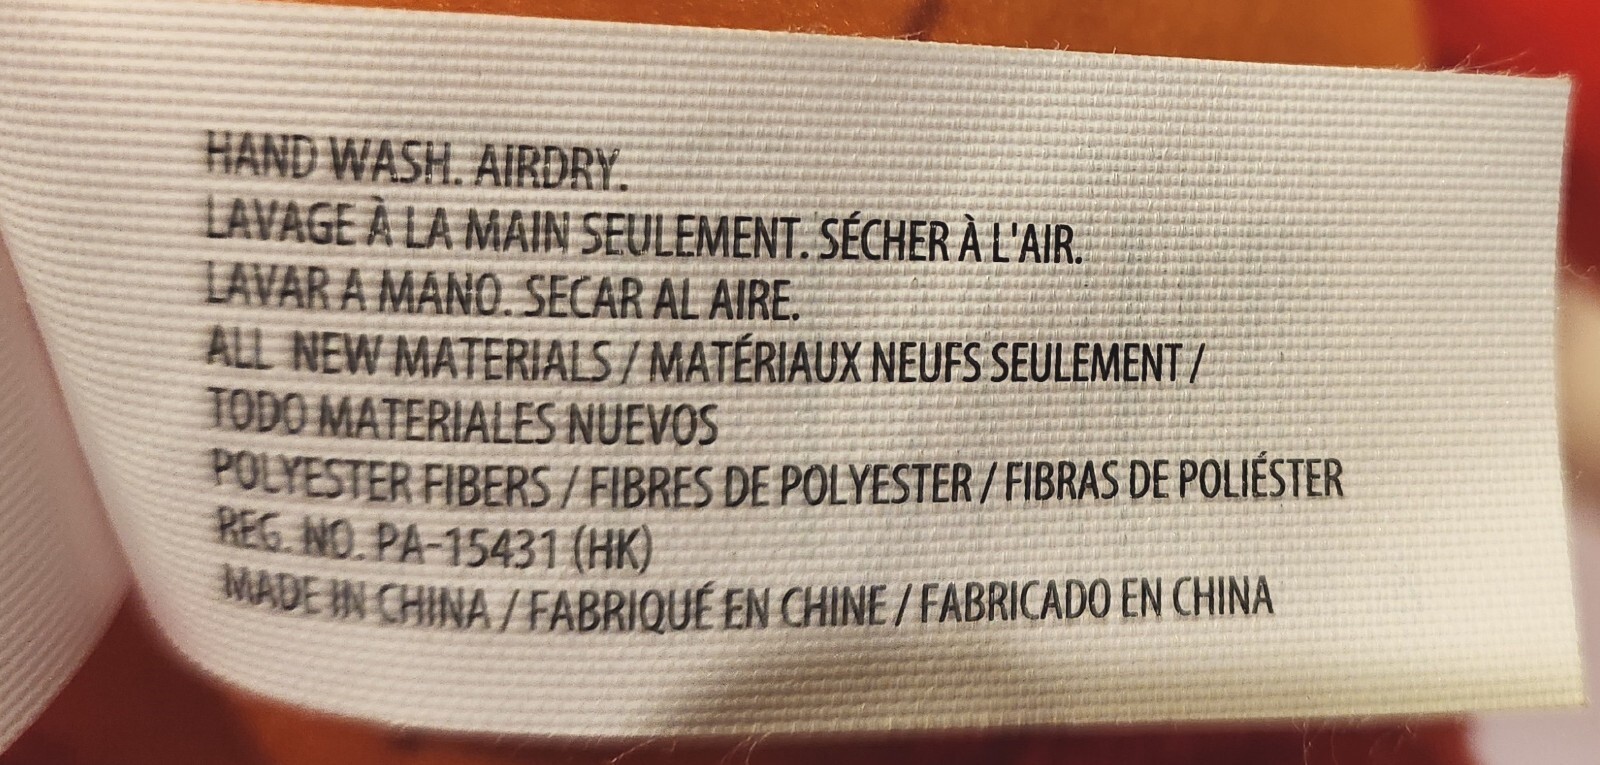 HAND WASH. AIRDRY.
LAVAGE À LA MAIN SEULEMENT. SÉCHER À L'AIR.
LAVAR A MANO. SECAR AL AIRE.
ALL NEW MATERIALS / MATÉRIAUX NEUFS SEULEMENT /
TODO MATERIALES NUEVOS
POLYESTER FIBERS / FIBRES DE POLYESTER / FIBRAS DE POLIÉSTER
REG. NO. PA-15431 (HK)
MADE IN CHINA / FABRIQUÉ EN CHINE / FABRICADO EN CHINA